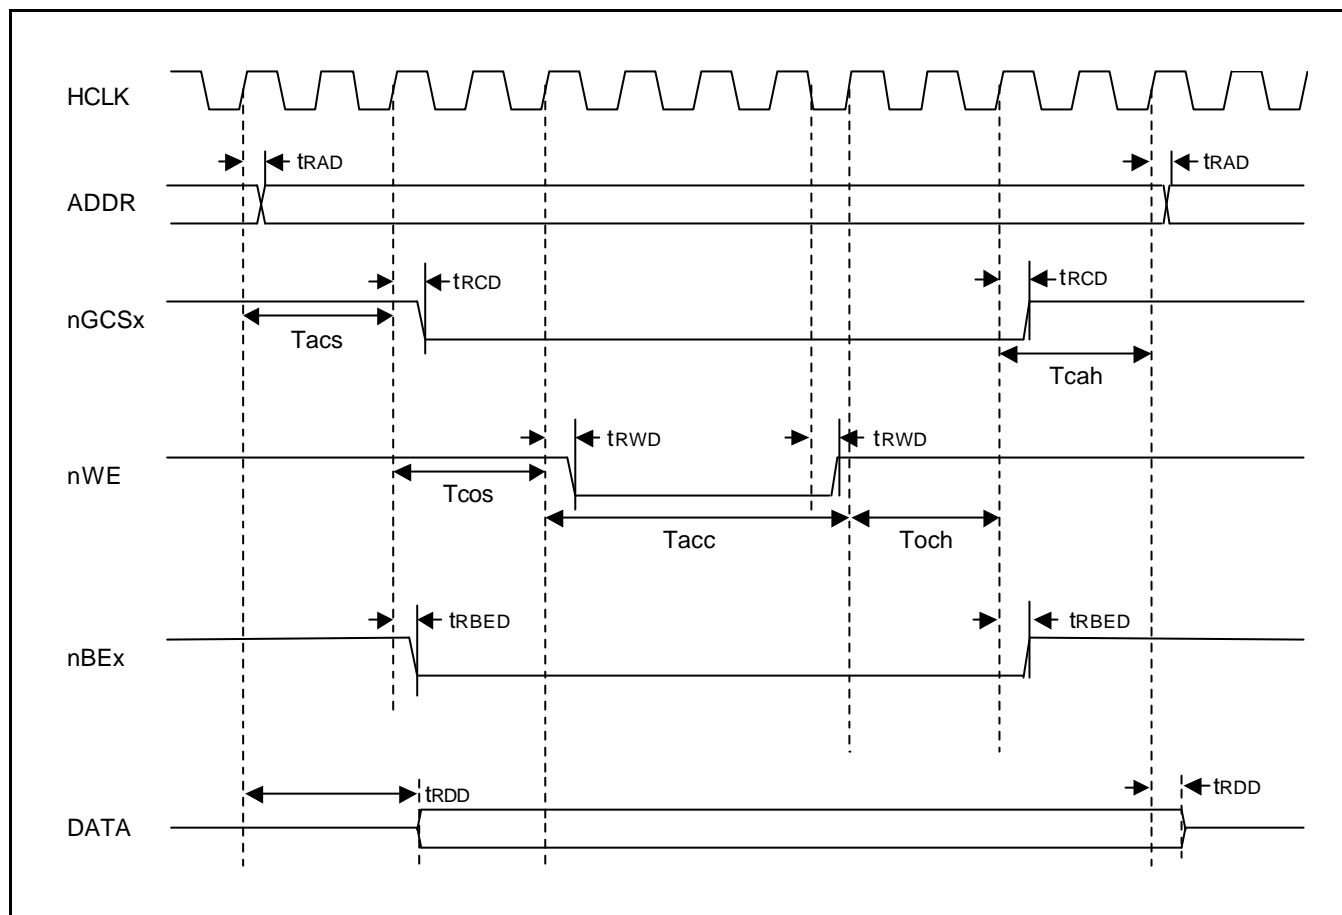 HCLK
tRAD
tRAD
ADDR
tRCD
tRCD
nGCSx
Tacs
Tcah
tRWD
tRWD
nWE
Tcos
Tacc
Toch
tRBED
tRBED
nBEx
tRDD
tRDD
DATA